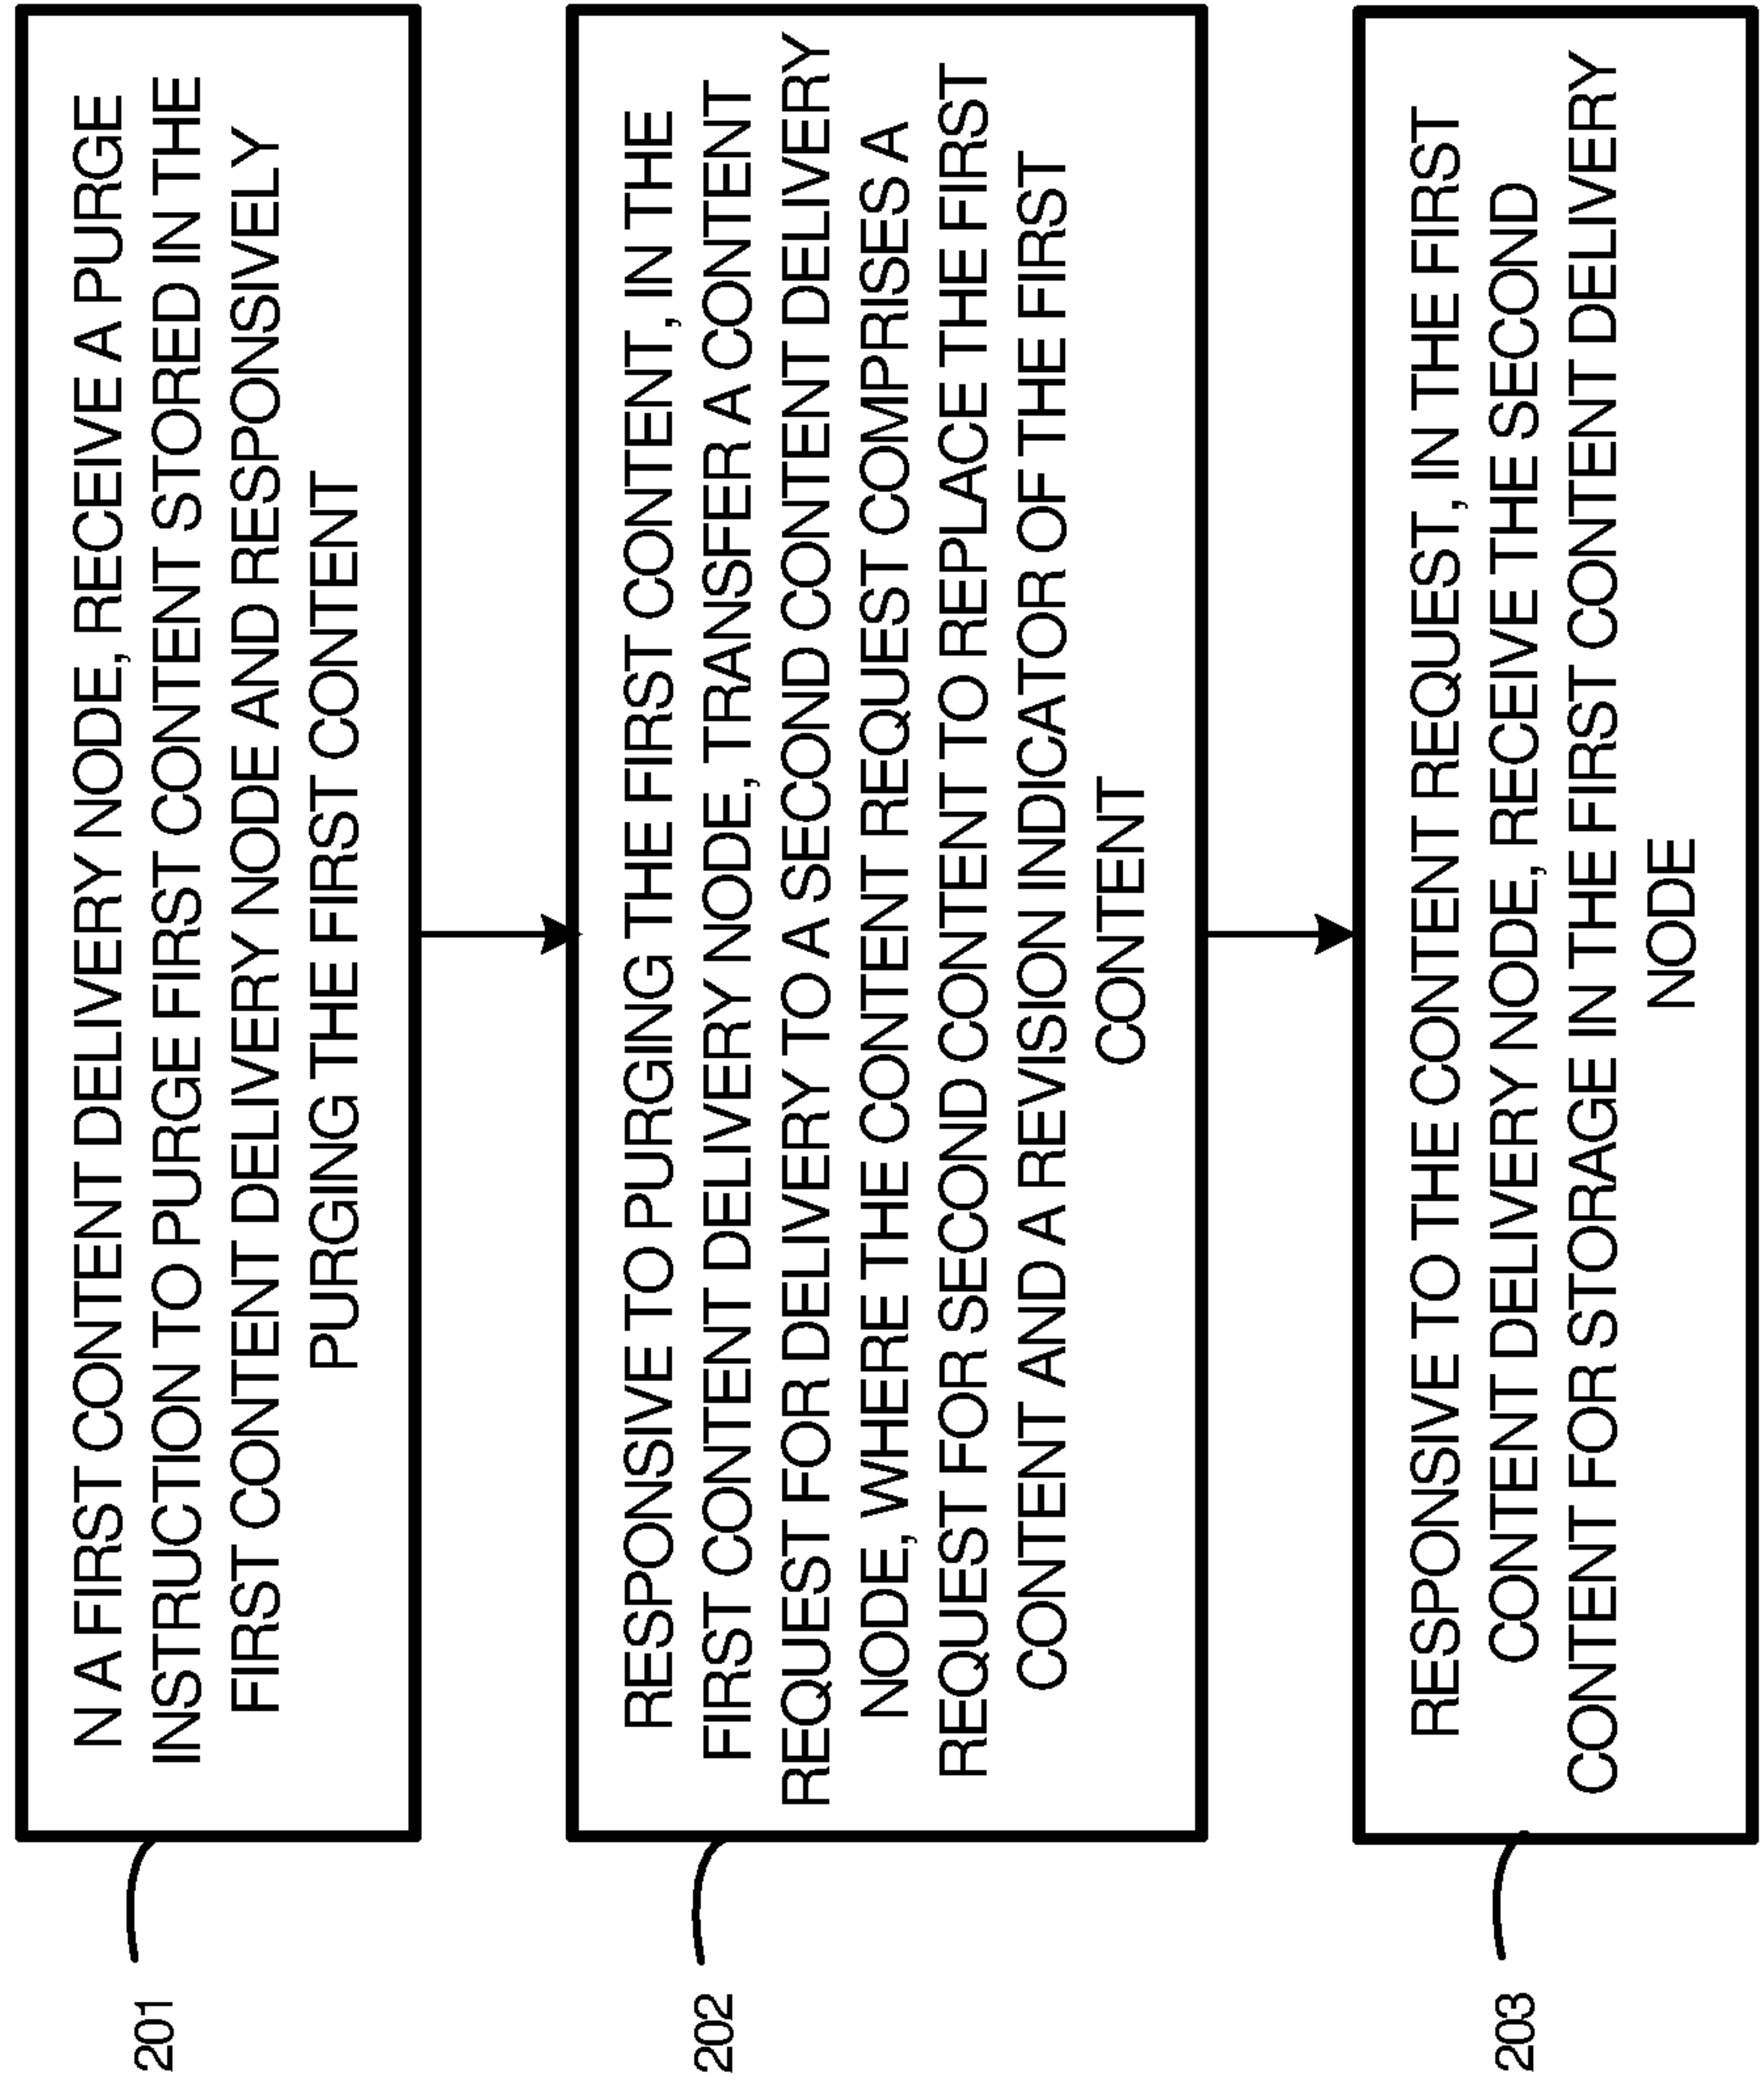 201
N A FIRST CONTENT DELIVERY NODE, RECEIVE A PURGE
INSTRUCTION TO PURGE FIRST CONTENT STORED IN THE
FIRST CONTENT DELIVERY NODE AND RESPONSIVELY
PURGING THE FIRST CONTENT
202
RESPONSIVE TO PURGING THE FIRST CONTENT, IN THE
FIRST CONTENT DELIVERY NODE, TRANSFER A CONTENT
REQUEST FOR DELIVERY TO A SECOND CONTENT DELIVERY
NODE, WHERE THE CONTENT REQUEST COMPRISES A
REQUEST FOR SECOND CONTENT TO REPLACE THE FIRST
CONTENT AND A REVISION INDICATOR OF THE FIRST
CONTENT
203
RESPONSIVE TO THE CONTENT REQUEST, IN THE FIRST
CONTENT DELIVERY NODE, RECEIVE THE SECOND
CONTENT FOR STORAGE IN THE FIRST CONTENT DELIVERY
NODE